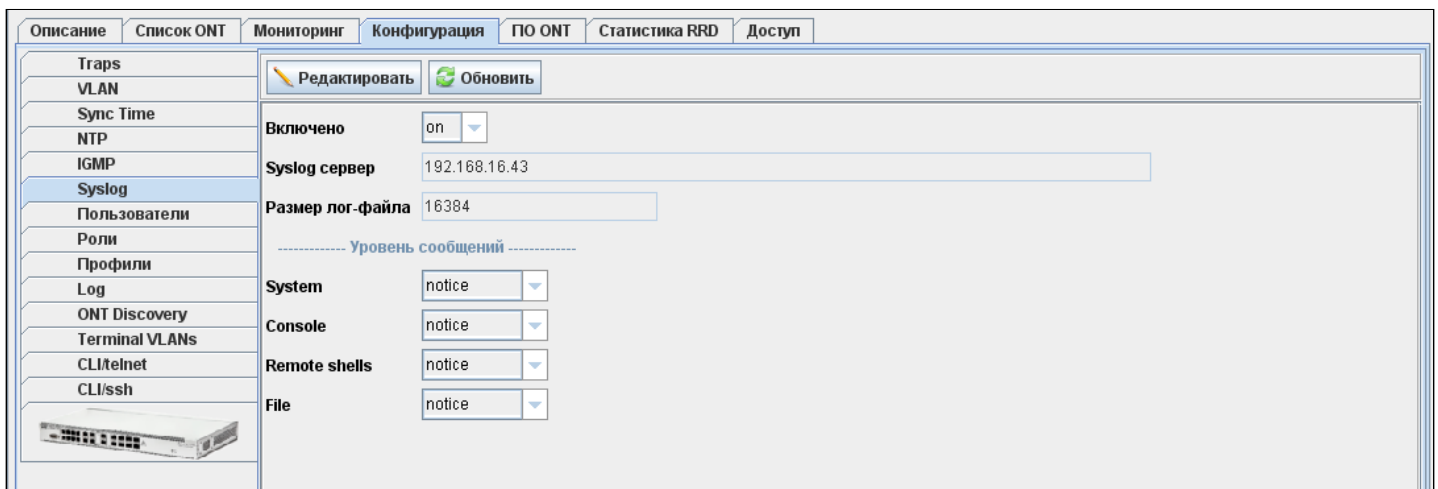 Описание Список ONT Мониторинг Конфигурация ПО ONT Статистика RRD Доступ
Traps
VLAN
Sync Time
NTP
IGMP
Syslog
Пользователи
Роли
Профили
Log
ONT Discovery
Terminal VLANs
CLI/telnet
CLI/ssh
Редактировать Обновить
Включено on
Syslog сервер 192.168.16.43
Размер лог-файла 16384
------------- Уровень сообщений -------------
System notice
Console notice
Remote shells notice
File notice